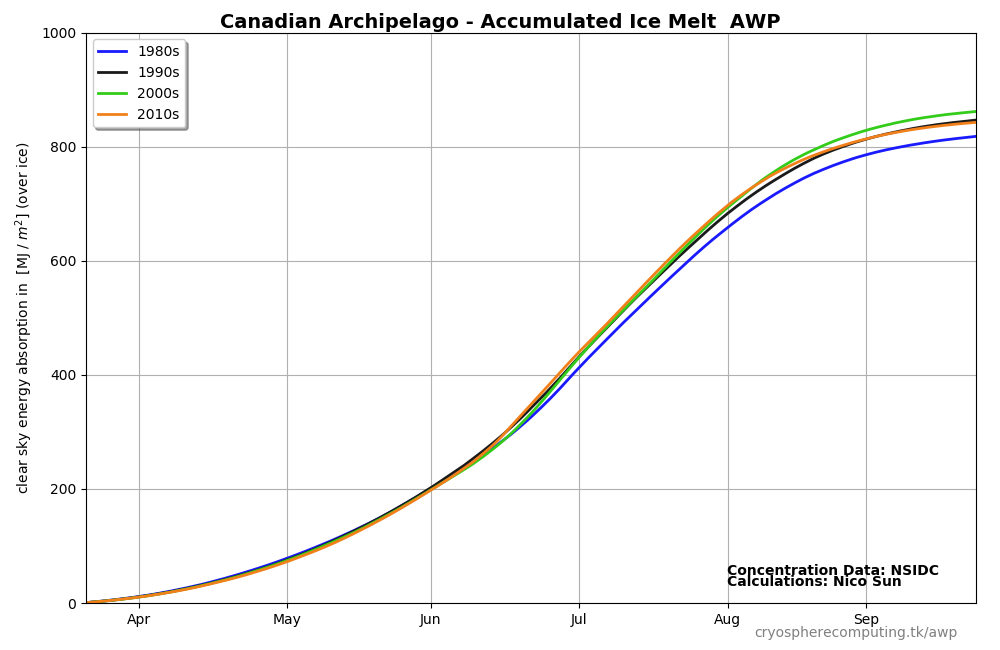 Canadian Archipelago - Accumulated Ice Melt  AWP
1000
800
600
400
200
0
clear sky energy absorption in  [MJ / m²] (over ice)
1980s
1990s
2000s
2010s
Concentration Data: NSIDC
Calculations: Nico Sun
Apr
May
Jun
Jul
Aug
Sep
cryospherecomputing.tk/awp